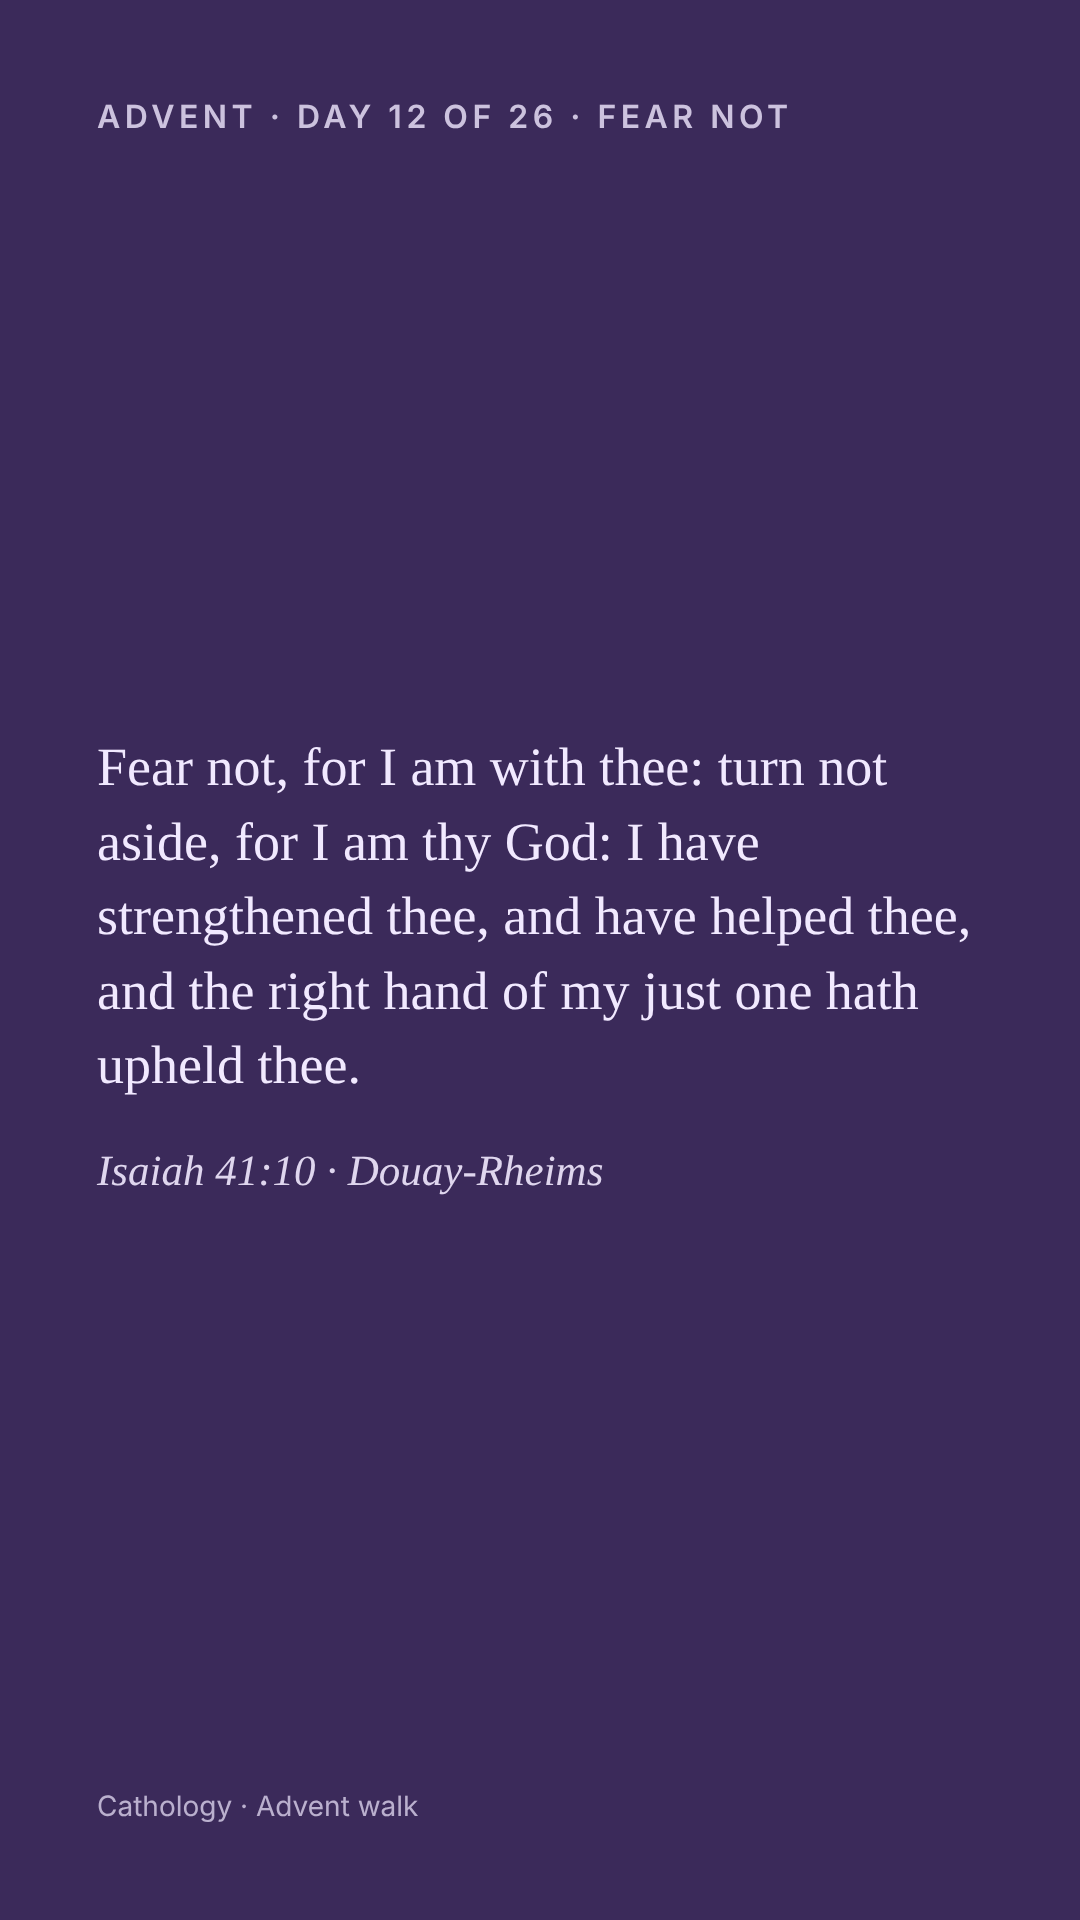 ADVENT · DAY 12 OF 26 · FEAR NOT
Fear not, for I am with thee: turn not
aside, for I am thy God: I have
strengthened thee, and have helped thee,
and the right hand of my just one hath
upheld thee.
Isaiah 41:10 · Douay-Rheims
Cathology · Advent walk